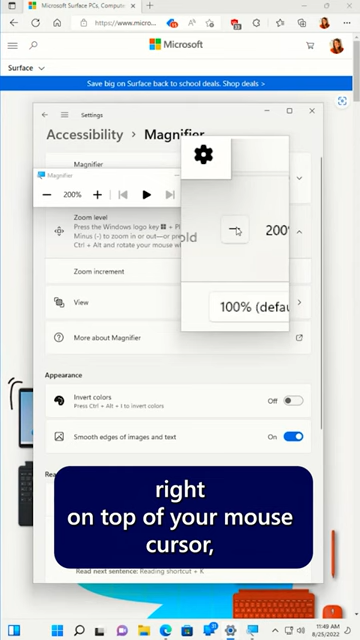 Microsoft Surface PCs, Compute
https://www.micro...
Microsoft
Surface
Save big on Surface back to school deals. Shop deals >
Settings
Accessibility > Magnifier
Magnifier
Magnifier
200%
Zoom level
Press the Windows logo key + Pl
Minus (-) to zoom in or out—or pre
Ctrl + Alt and rotate your mouse w
old
200%
Zoom increment
100% (defau
View
More about Magnifier
Appearance
Invert colors
Press Ctrl + Alt + I to invert colors
Off
Smooth edges of images and text
On
Rea
right
on top of your mouse
cursor,
Read next sentence: Reading shortcut + K
11:49 AM
8/25/2022